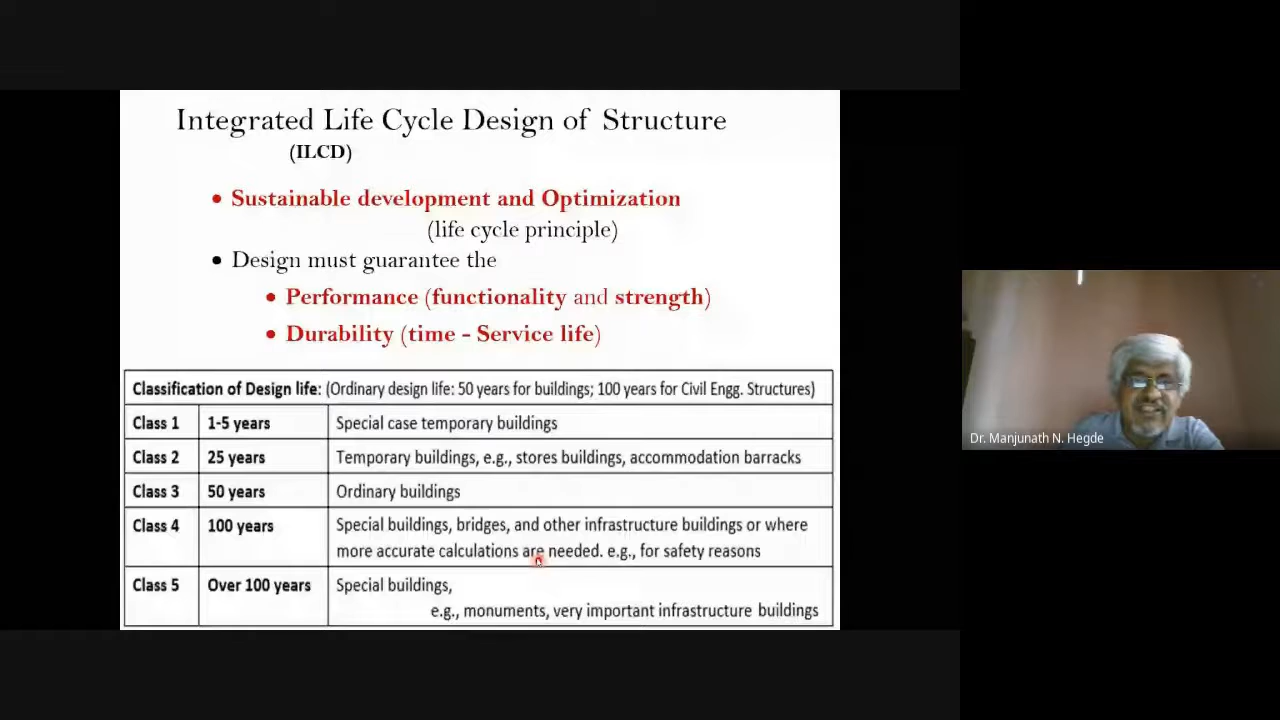 Integrated Life Cycle Design of Structure
(ILCD)
• Sustainable development and Optimization
(life cycle principle)
• Design must guarantee the
• Performance (functionality and strength)
• Durability (time - Service life)
Classification of Design life: (Ordinary design life: 50 years for buildings; 100 years for Civil Engg. Structures)
Class 1 1-5 years Special case temporary buildings
Class 2 25 years Temporary buildings, e.g., stores buildings, accommodation barracks
Class 3 50 years Ordinary buildings
Class 4 100 years Special buildings, bridges, and other infrastructure buildings or where
more accurate calculations are needed. e.g., for safety reasons
Class 5 Over 100 years Special buildings,
e.g., monuments, very important infrastructure buildings
Dr. Manjunath N. Hegde